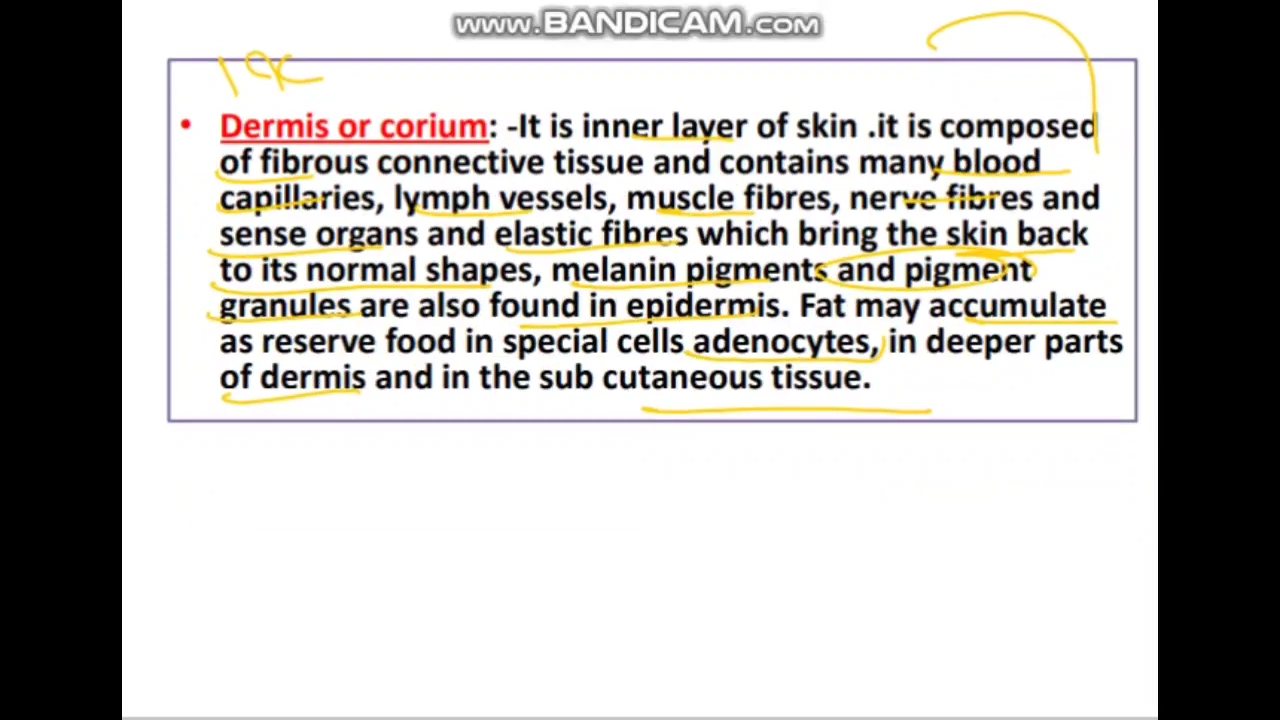 www.BANDICAM.com
• Dermis or corium: -It is inner layer of skin .it is composed
of fibrous connective tissue and contains many blood
capillaries, lymph vessels, muscle fibres, nerve fibres and
sense organs and elastic fibres which bring the skin back
to its normal shapes, melanin pigments and pigment
granules are also found in epidermis. Fat may accumulate
as reserve food in special cells adenocytes, in deeper parts
of dermis and in the sub cutaneous tissue.